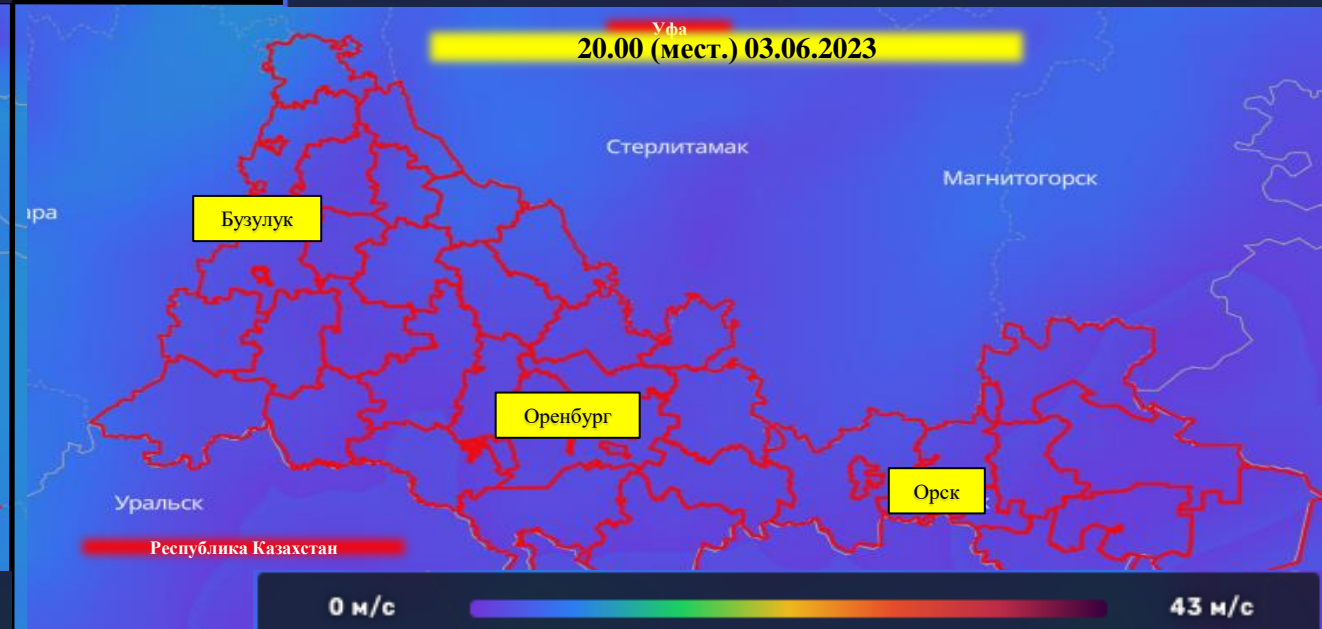 Уфа
20.00 (мест.) 03.06.2023
Стерлитамак
Магнитогорск
ара
Бузулук
Оренбург
Орск
к
Уральск
Республика Казахстан
0 м/с
43 м/с